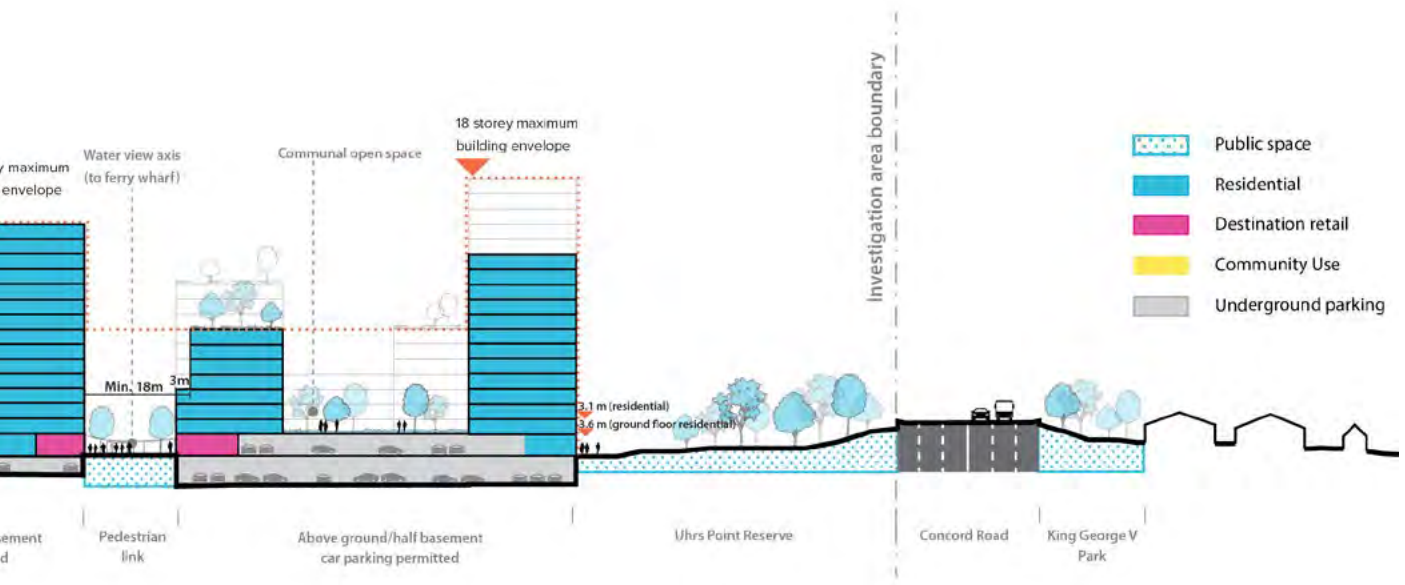 18 storey maximum
building envelope
Water view axis
(to ferry wharf)
Communal open space
y maximum
envelope
Investigation area boundary
Public space
Residential
Destination retail
Community Use
Underground parking
Min. 18m
3m
3.1 m (residential)
3.6 m (ground floor residential)
sement
d
Pedestrian
link
Above ground/half basement
car parking permitted
Uhrs Point Reserve
Concord Road
King George V
Park